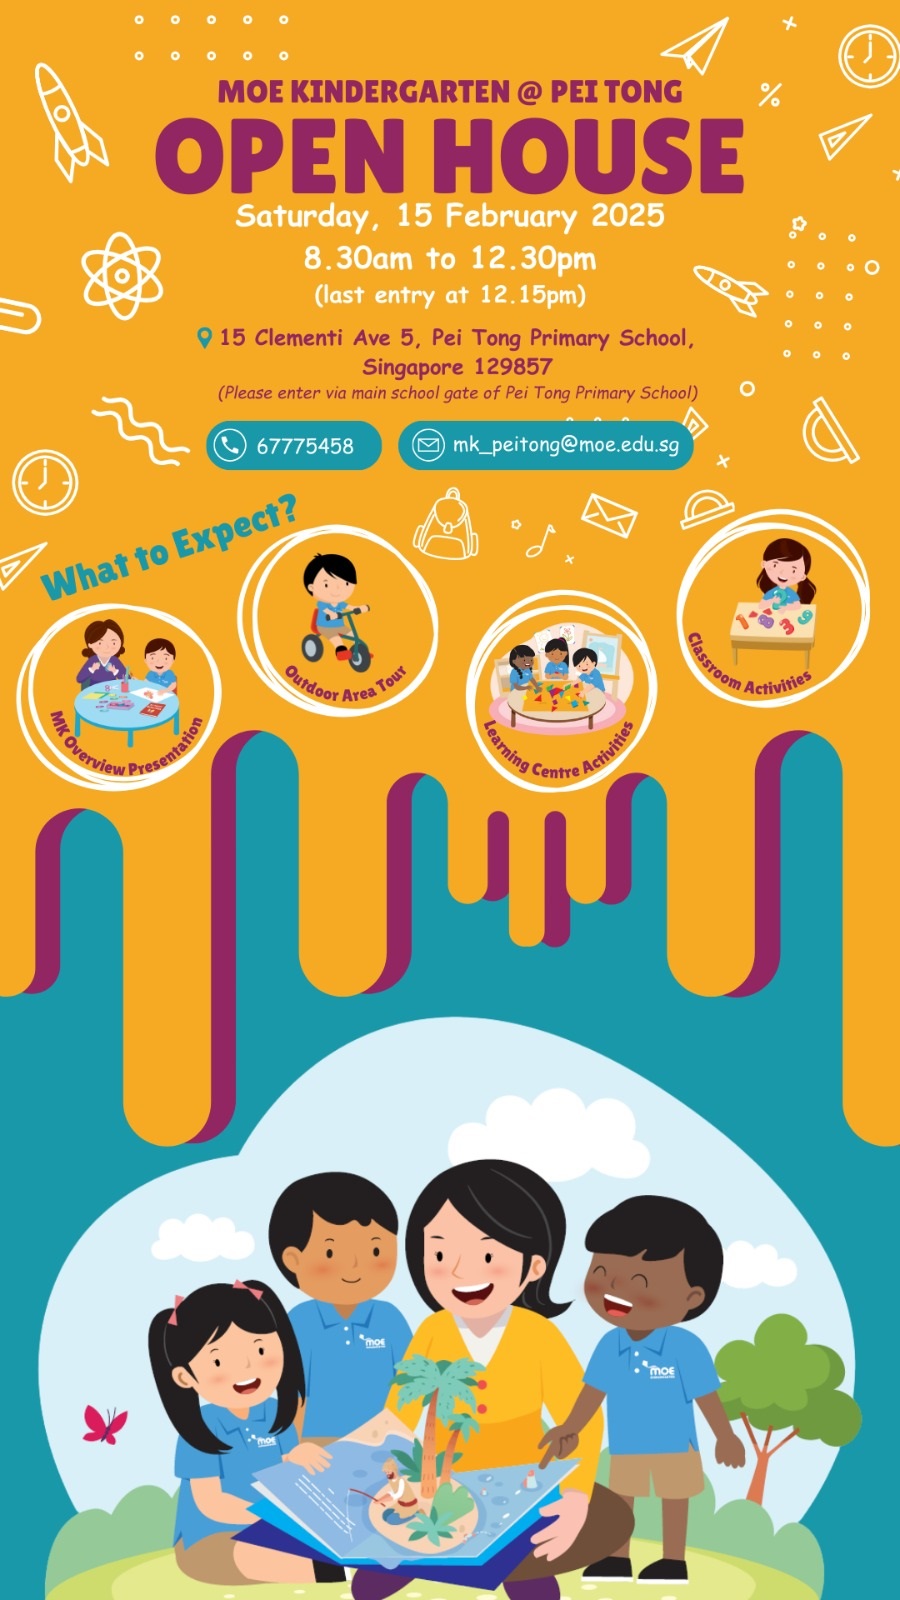 MOE KINDERGARTEN @ PEI TONG
OPEN HOUSE
Saturday, 15 February 2025
8.30am to 12.30pm
(last entry at 12.15pm)
15 Clementi Ave 5, Pei Tong Primary School,
Singapore 129857
(Please enter via main school gate of Pei Tong Primary School)
67775458
mk_peitong@moe.edu.sg
What to Expect?
MK Overview Presentation
Outdoor Area Tour
Learning Centre Activities
Classroom Activities
moe
moe
moe